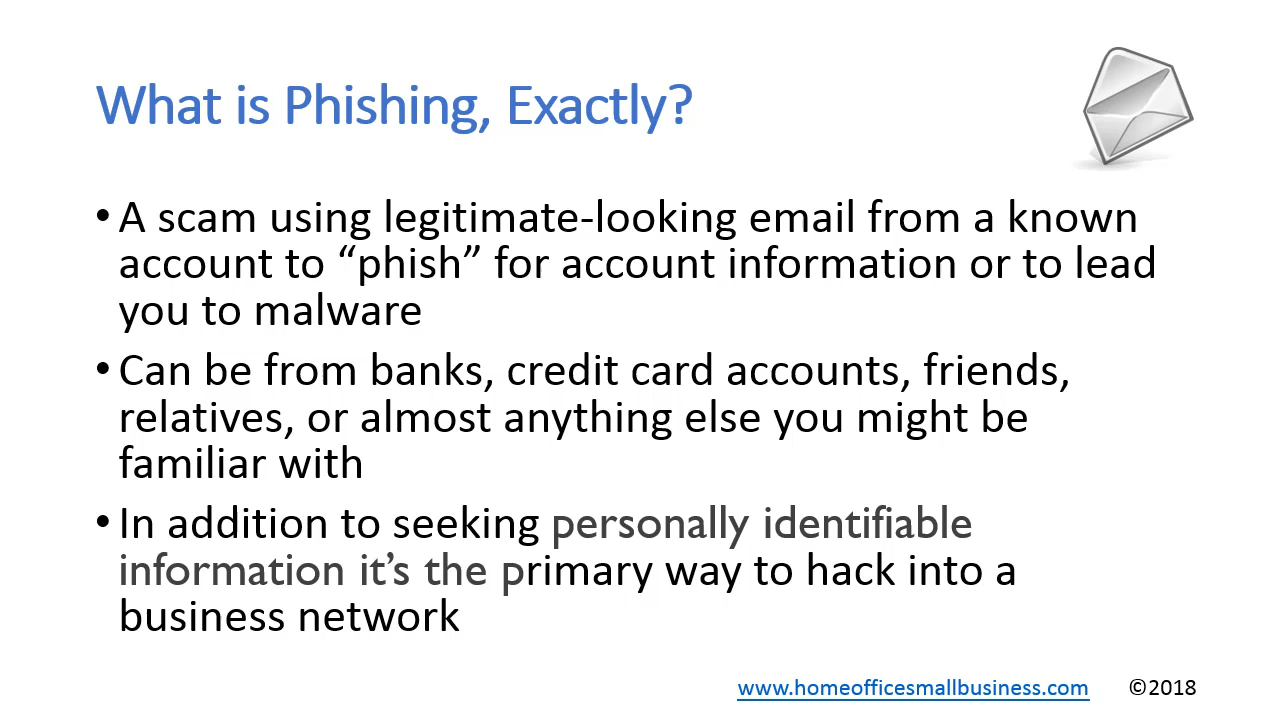 What is Phishing, Exactly?
• A scam using legitimate-looking email from a known
account to “phish” for account information or to lead
you to malware
• Can be from banks, credit card accounts, friends,
relatives, or almost anything else you might be
familiar with
• In addition to seeking personally identifiable
information it’s the primary way to hack into a
business network
www.homeofficesmallbusiness.com ©2018